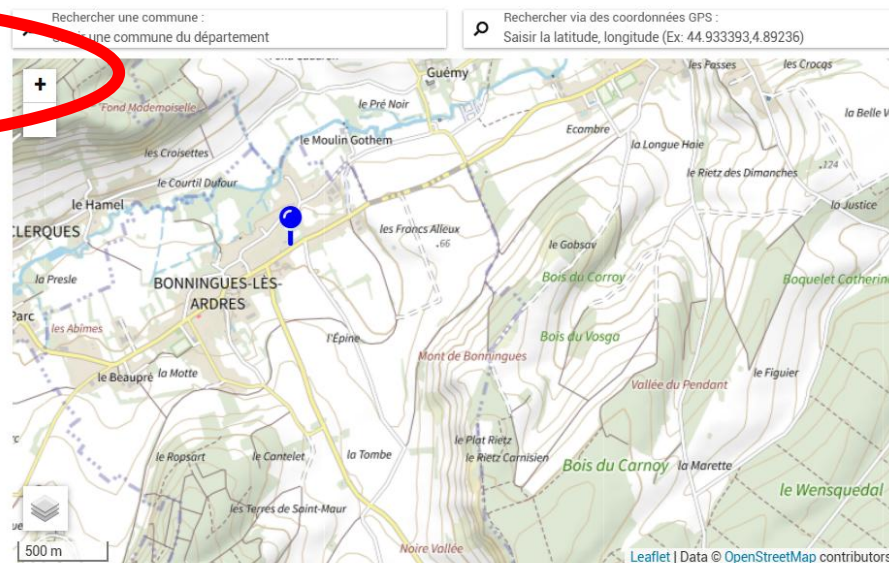 Rechercher une commune :
une commune du département
Rechercher via des coordonnées GPS :
Saisir la latitude, longitude (Ex: 44.933393,4.89236)
Guémy
les Passes
les Crocqs
+
Fond Mademoiselle
le Pré Noir
la Belle
le Moulin Gothem
Ecambre
la Longue Haie
les Croisettes
.124
le Courtil Dufour
le Rietz des Dimanches
le Hamel
la Justice
CLERQUES
les Francs Alleux
.66
le Gobsav
la Presle
Bois du Corroy
Boquelet Catherine
BONNINGUES-LÈS-
ARDRES
Parc
les Abimes
l'Épine
Bois du Vosga
Mont de Bonningues
le Beaupré
la Motte
le Figuier
Vallée du Pendant
le Plat Rietz
le Ropsart
le Cantelet
la Tombe
le Rietz Carnisien
Bois du Carnoy
la Marette
le Wensquedal
les Terres de Saint-Maur
500 m
Noire Vallée
Leaflet | Data © OpenStreetMap contributors